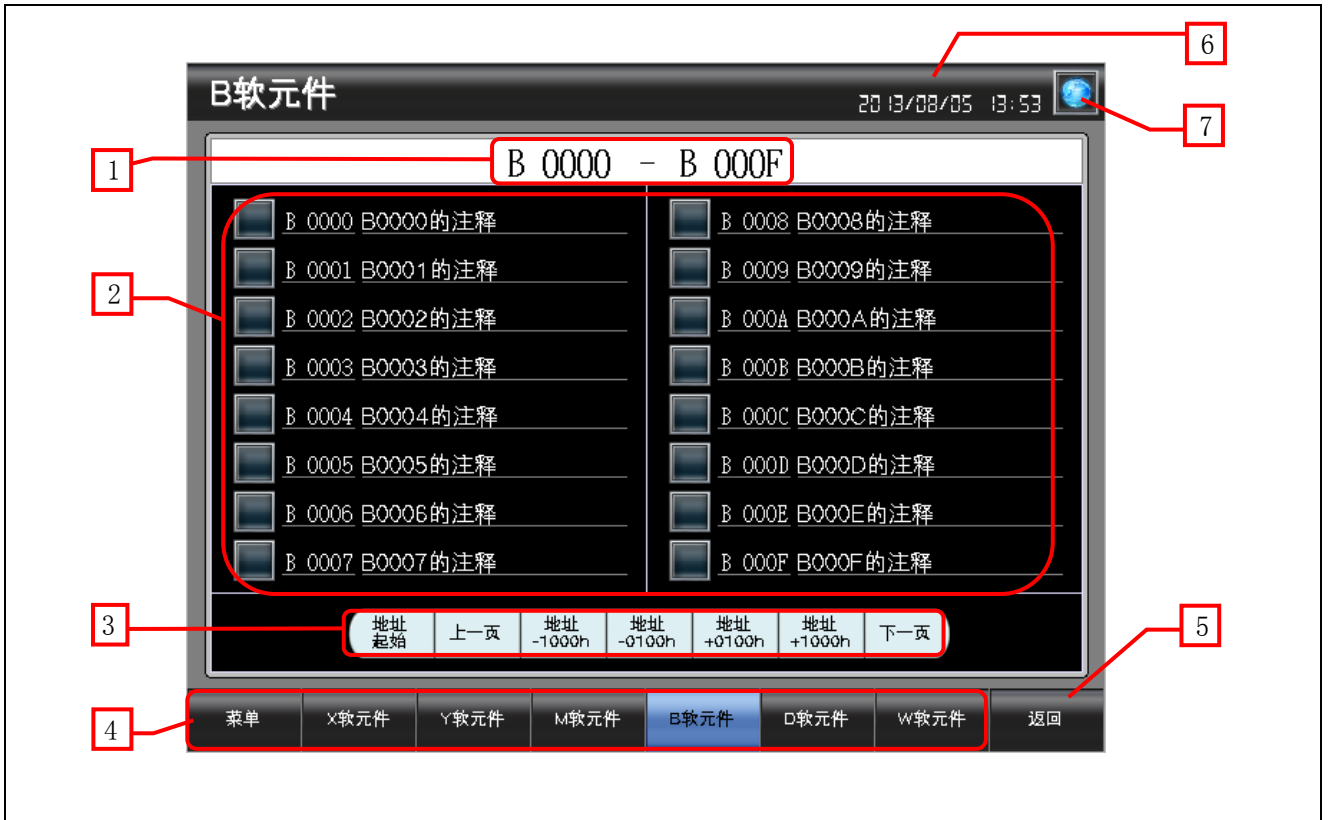 6
B软元件
2013/08/05 13:53
7
1
B 0000 - B 000F
B 0000 B0000的注释
B 0008 B0008的注释
B 0001 B0001的注释
B 0009 B0009的注释
2
B 0002 B0002的注释
B 000A B000A的注释
B 0003 B0003的注释
B 000B B000B的注释
B 0004 B0004的注释
B 000C B000C的注释
B 0005 B0005的注释
B 000D B000D的注释
B 0006 B0006的注释
B 000E B000E的注释
B 0007 B0007的注释
B 000F B000F的注释
3
地址
起始
上一页
地址
-1000h
地址
-0100h
地址
+0100h
地址
+1000h
下一页
5
4
菜单
X软元件
Y软元件
M软元件
B软元件
D软元件
W软元件
返回